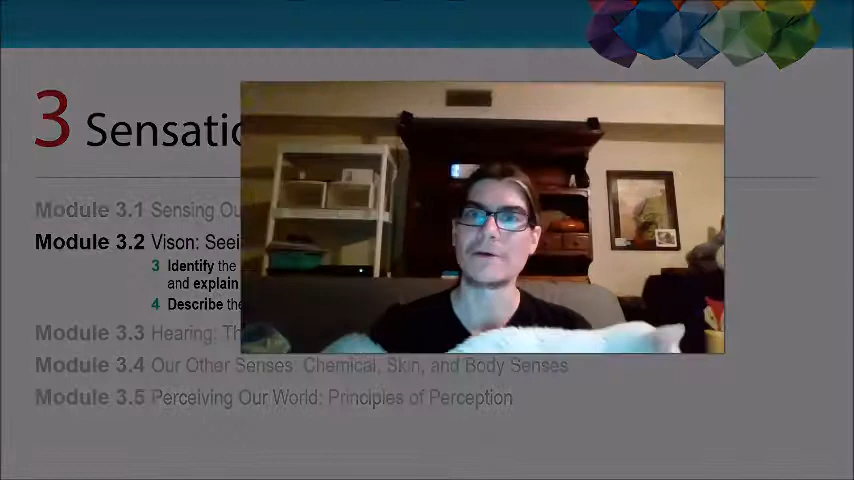 3 Sensatio
Module 3.1 Sensing Ou
Module 3.2 Vison: Seei
3 Identify the
and explain
4 Describe the
Module 3.3 Hearing: Th
Module 3.4 Our Other Senses: Chemical, Skin, and Body Senses
Module 3.5 Perceiving Our World: Principles of Perception